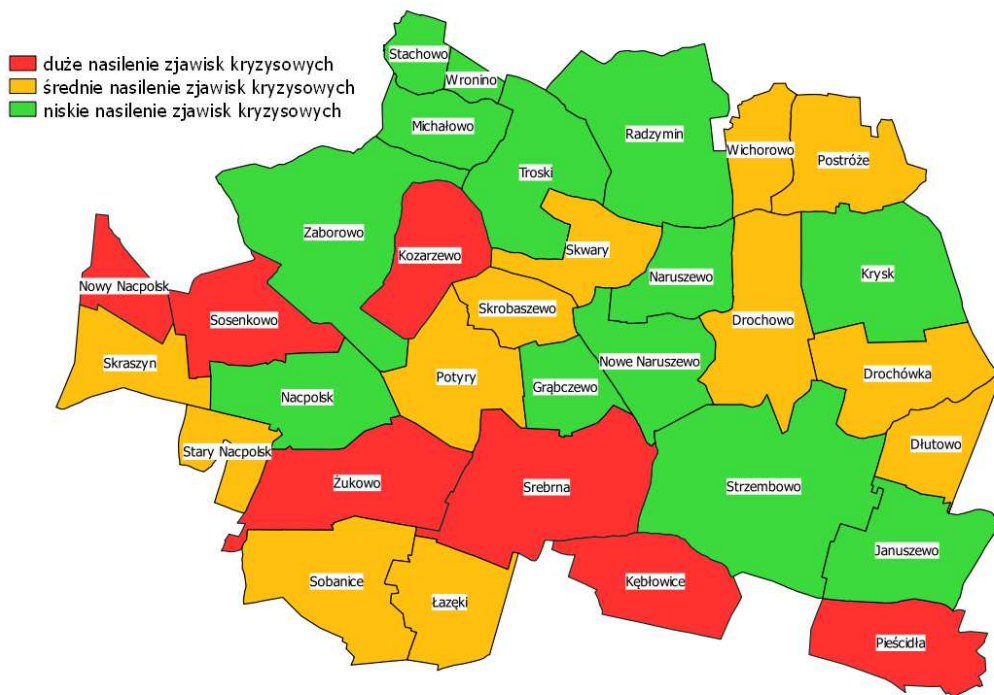 duże nasilenie zjawisk kryzysowych
średnie nasilenie zjawisk kryzysowych
niskie nasilenie zjawisk kryzysowych
Stachowo
Wronino
Michałowo
Radzymin
Wichorowo
Postróże
Troski
Zaborowo
Kozarzewo
Skwary
Naruszewo
Krysk
Nowy Nacpolsk
Sosenkowo
Skrobaszewo
Drochowo
Skraszyn
Nacpolsk
Potyry
Grąbczewo
Nowe Naruszewo
Drochówka
Stary Nacpolsk
Dłutowo
Żukowo
Srebrna
Strzembowo
Januszewo
Sobanice
Łazęki
Kębłowice
Pieścidła